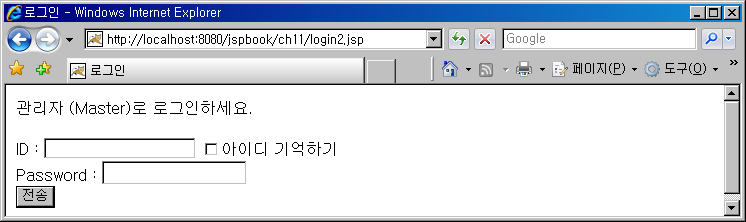 로그인 - Windows Internet Explorer
http://localhost:8080/jspbook/ch11/login2.jsp
Google
로그인
페이지(P)
도구(O)
»
관리자 (Master)로 로그인하세요.
ID :
아이디 기억하기
Password :
전송